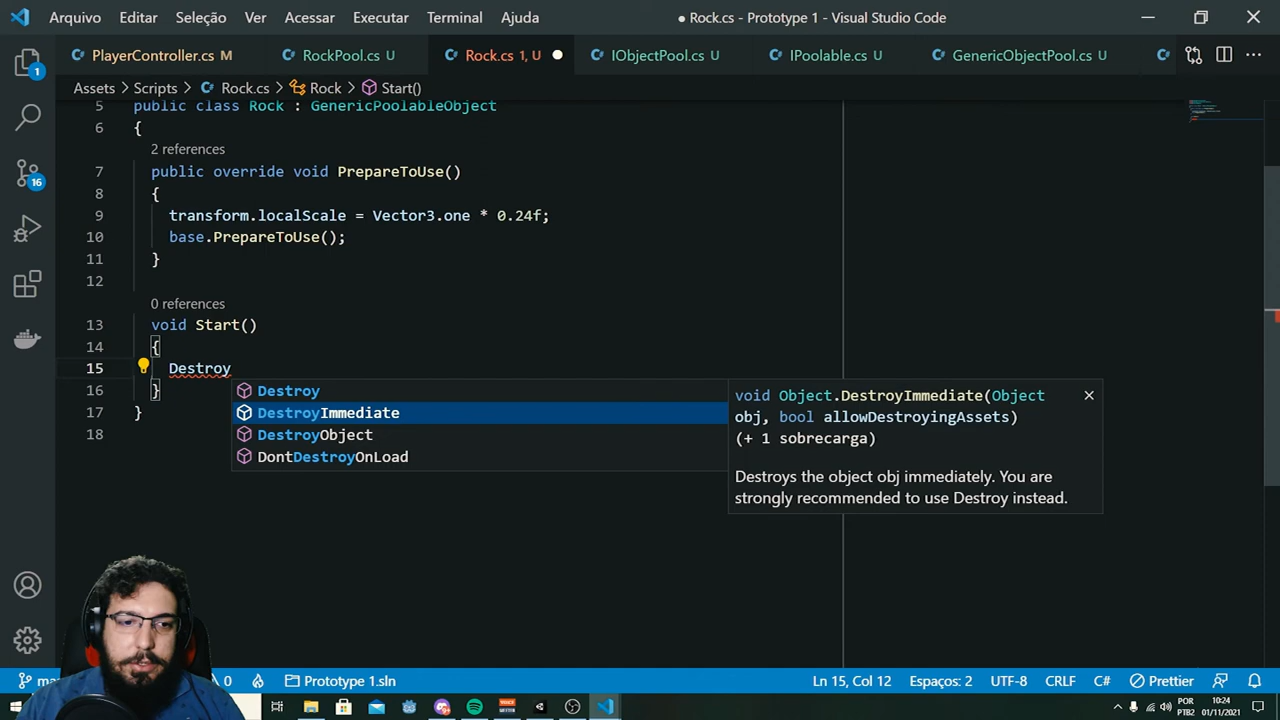 Arquivo Editar Seleção Ver Acessar Executar Terminal Ajuda ● Rock.cs - Prototype 1 - Visual Studio Code
PlayerController.cs M RockPool.cs U Rock.cs 1, U IObjectPool.cs U IPoolable.cs U GenericObjectPool.cs U
Assets > Scripts > Rock.cs > Rock > Start()
5 public class Rock : GenericPoolableObject
6 {
2 references
7 public override void PrepareToUse()
8 {
9 transform.localScale = Vector3.one * 0.24f;
10 base.PrepareToUse();
11 }
12
0 references
13 void Start()
14 {
15 Destroy
16 }
17 }
18
Destroy
DestroyImmediate
DestroyObject
DontDestroyOnLoad
void Object.DestroyImmediate(Object
obj, bool allowDestroyingAssets)
(+ 1 sobrecarga)
Destroys the object obj immediately. You are
strongly recommended to use Destroy instead.
1
16
0 Prototype 1.sln Ln 15, Col 12 Espaços: 2 UTF-8 CRLF C# Prettier
POR
PTB2
10:24
01/11/2021